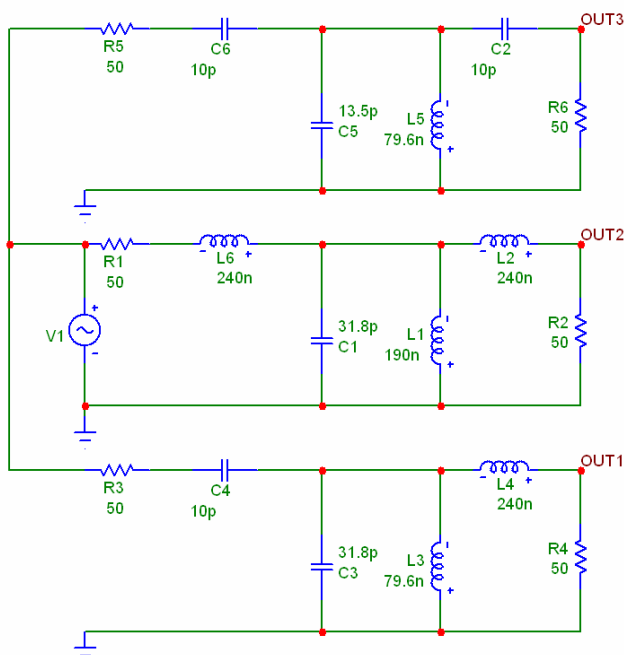 OUT3
R5
50
C6
10p
C2
10p
13.5p
C5
L5
79.6n
R6
50
OUT2
R1
50
L6
240n
L2
240n
V1
31.8p
C1
L1
190n
R2
50
OUT1
R3
50
C4
10p
L4
240n
31.8p
C3
L3
79.6n
R4
50